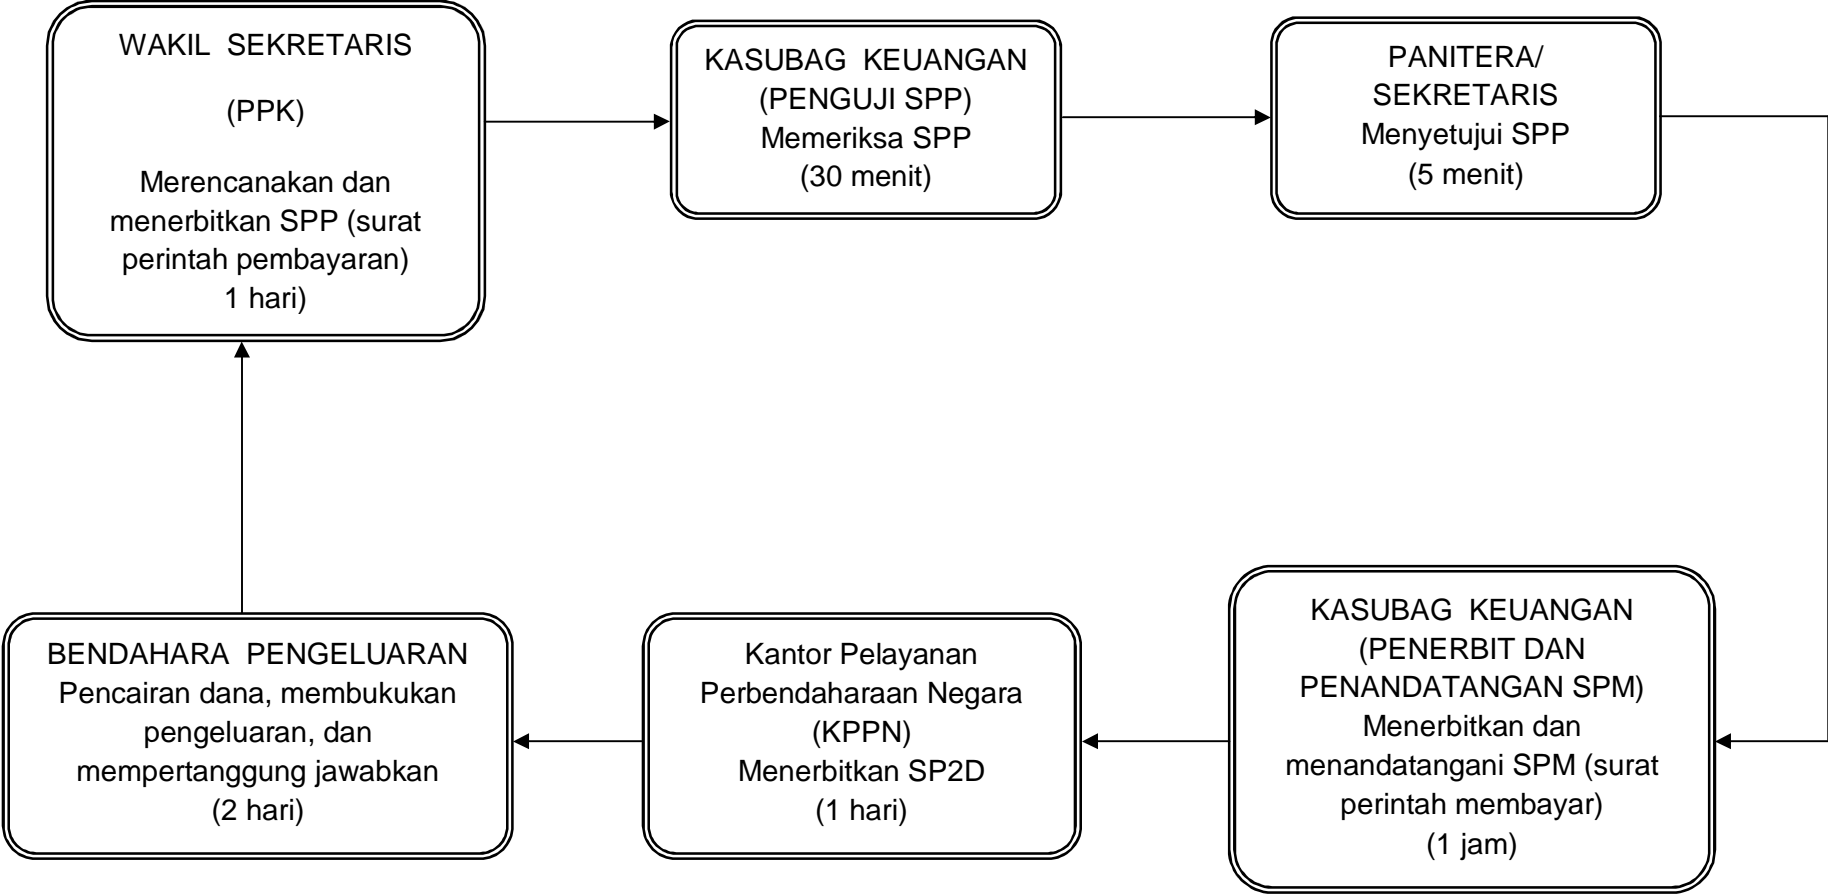 WAKIL SEKRETARIS
(PPK)
Merencanakan dan
menerbitkan SPP (surat
perintah pembayaran)
1 hari)
KASUBAG KEUANGAN
(PENGUJI SPP)
Memeriksa SPP
(30 menit)
PANITERA/
SEKRETARIS
Menyetujui SPP
(5 menit)
KASUBAG KEUANGAN
(PENERBIT DAN
PENANDATANGAN SPM)
Menerbitkan dan
menandatangani SPM (surat
perintah membayar)
(1 jam)
Kantor Pelayanan
Perbendaharaan Negara
(KPPN)
Menerbitkan SP2D
(1 hari)
BENDAHARA PENGELUARAN
Pencairan dana, membukukan
pengeluaran, dan
mempertanggung jawabkan
(2 hari)